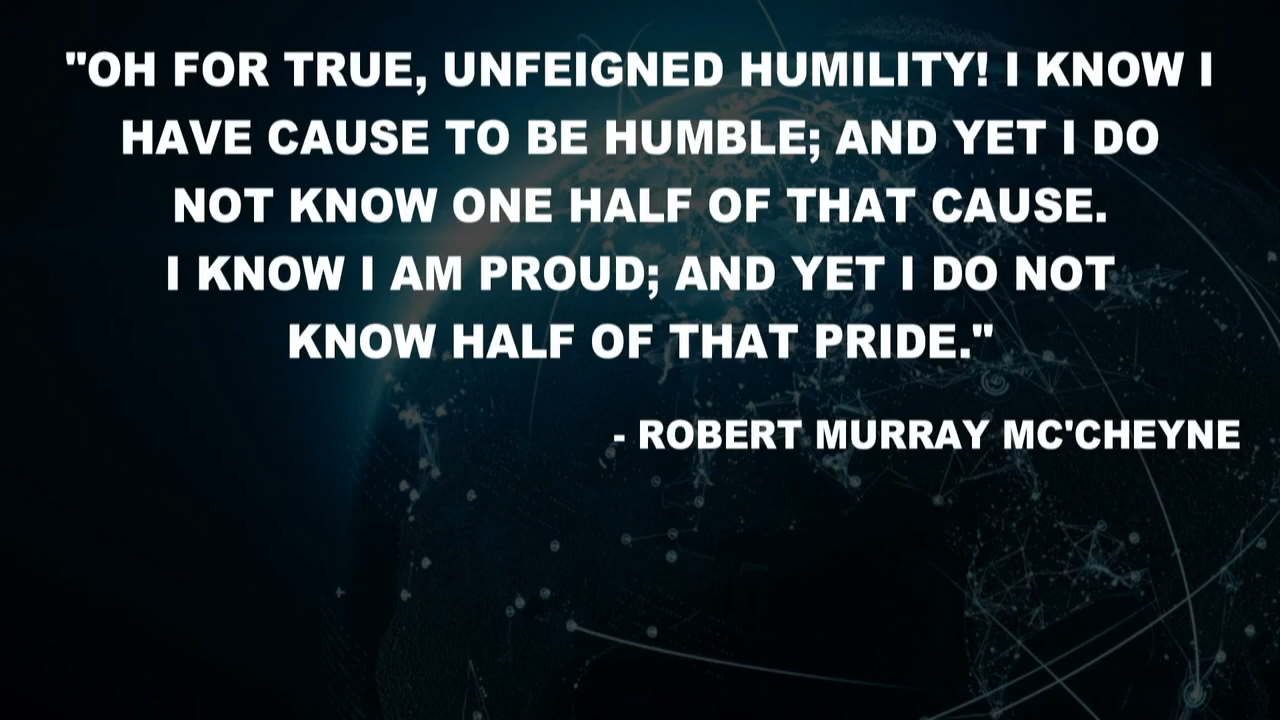 "OH FOR TRUE, UNFEIGNED HUMILITY! I KNOW I
HAVE CAUSE TO BE HUMBLE; AND YET I DO
NOT KNOW ONE HALF OF THAT CAUSE.
I KNOW I AM PROUD; AND YET I DO NOT
KNOW HALF OF THAT PRIDE."
- ROBERT MURRAY MC'CHEYNE